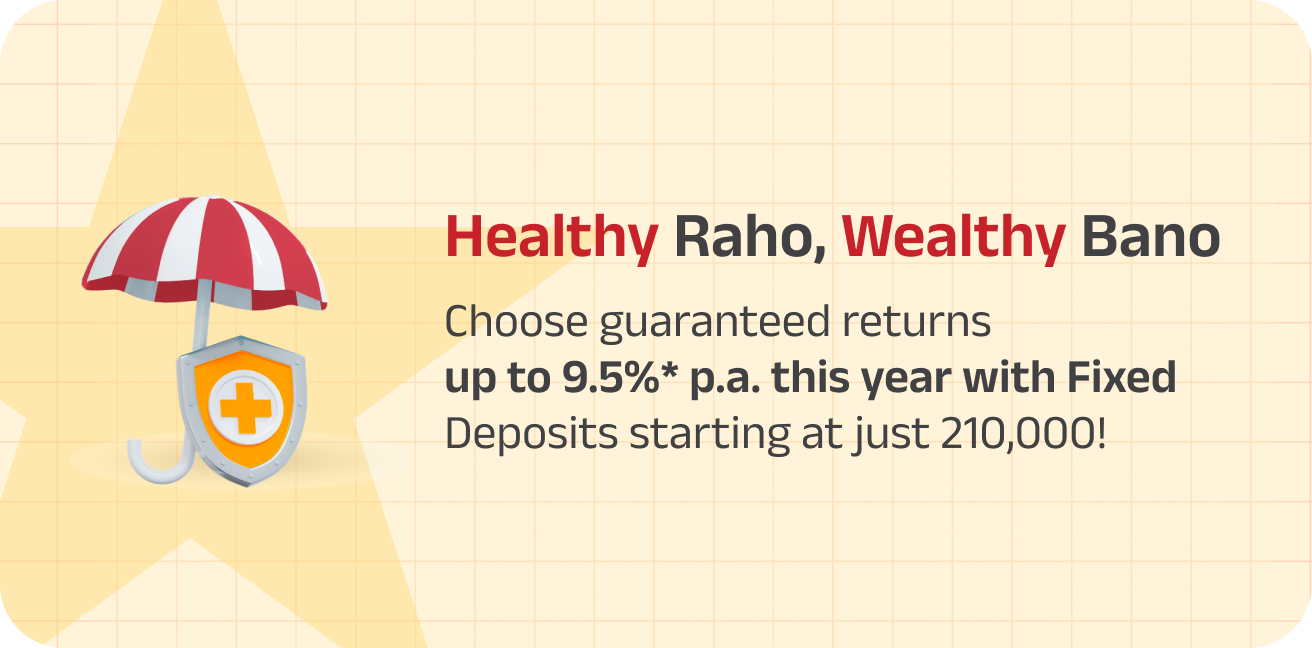 Healthy Raho, Wealthy Bano
Choose guaranteed returns
up to 9.5%* p.a. this year with Fixed
Deposits starting at just 210,000!